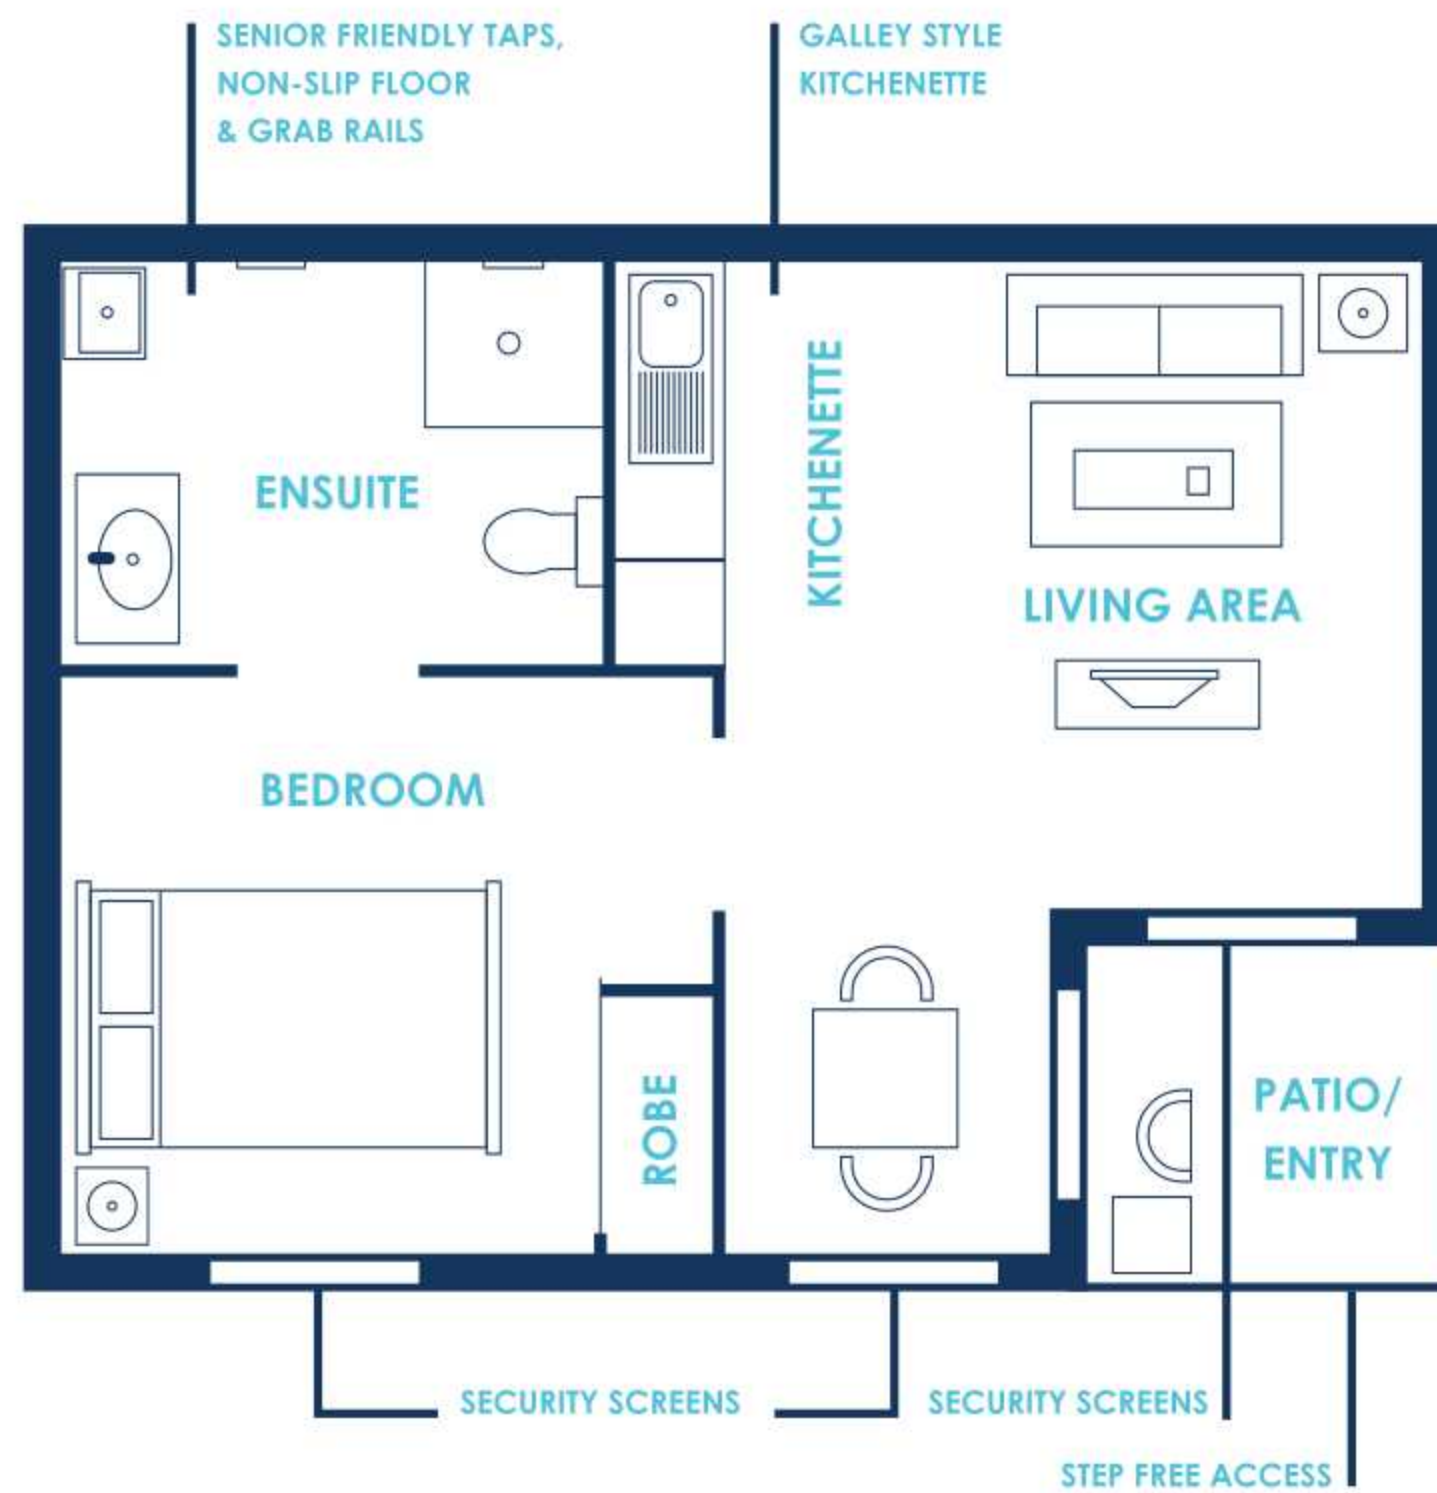 SENIOR FRIENDLY TAPS,
NON-SLIP FLOOR
& GRAB RAILS
GALLEY STYLE
KITCHENETTE
KITCHENETTE
ENSUITE
LIVING AREA
BEDROOM
ROBE
PATIO/
ENTRY
SECURITY SCREENS
SECURITY SCREENS
STEP FREE ACCESS